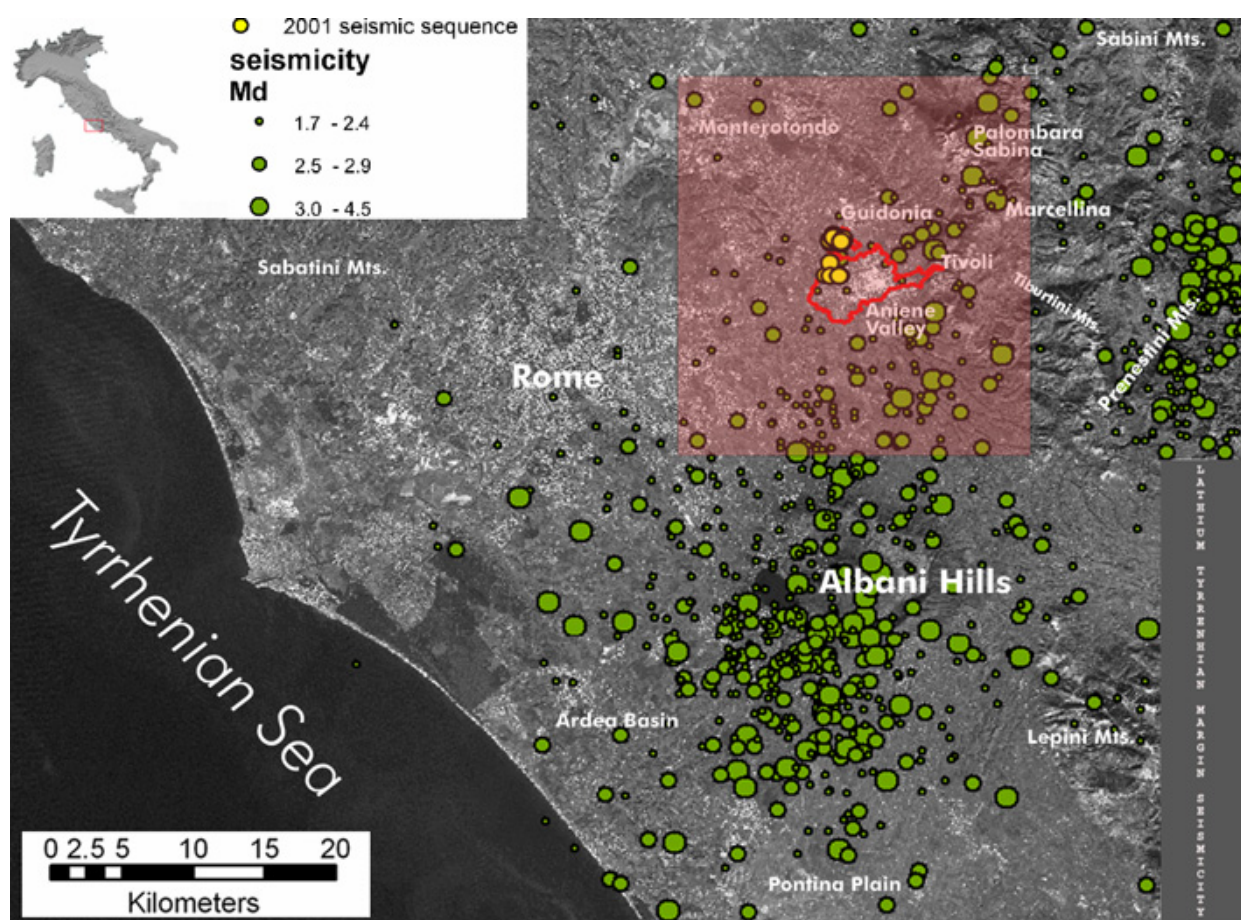 2001 seismic sequence
seismicity
Md
1.7 - 2.4
2.5 - 2.9
3.0 - 4.5
Sabini Mts.
Monterotondo
Palombara
Sabina
Guidonia
Marcellina
Sabatini Mts.
Tivoli
Tiburtini Mts.
Aniene
Valley
Prenestini Mts.
Rome
Tyrrhenian Sea
Albani Hills
Ardea Basin
Lepini Mts.
Pontina Plain
0 2.5 5 10 15 20
Kilometers
LATHIUM TYRRENHIAN MARGIN SEISMICITY